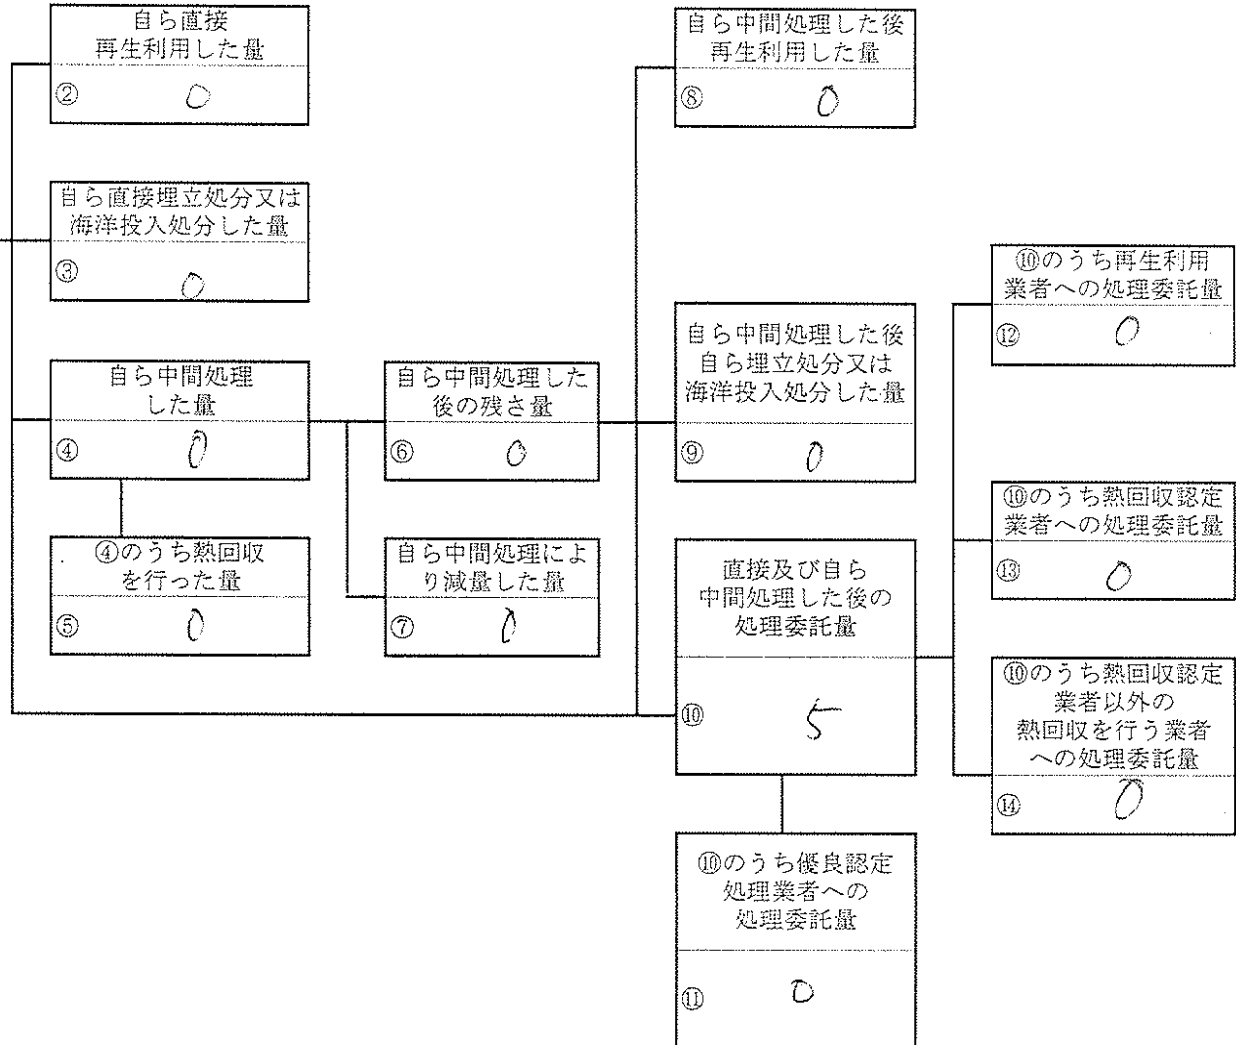 自ら直接
再生利用した量
② 0
自ら直接埋立処分又は
海洋投入処分した量
③ 0
自ら中間処理
した量
④ 0
④のうち熱回収
を行った量
⑤ 0
自ら中間処理した
後の残さ量
⑥ 0
自ら中間処理によ
り減量した量
⑦ 0
自ら中間処理した後
再生利用した量
⑧ 0
自ら中間処理した後
自ら埋立処分又は
海洋投入処分した量
⑨ 0
直接及び自ら
中間処理した後の
処理委託量
⑩ 5
⑩のうち優良認定
処理業者への
処理委託量
⑪ 0
⑩のうち再生利用
業者への処理委託量
⑫ 0
⑩のうち熱回収認定
業者への処理委託量
⑬ 0
⑩のうち熱回収認定
業者以外の
熱回収を行う業者
への処理委託量
⑭ 0